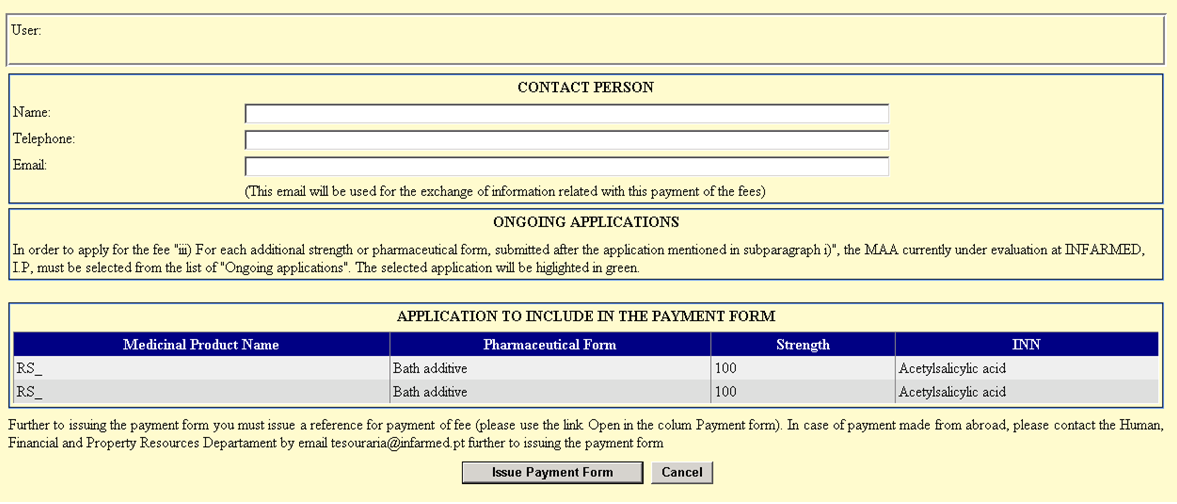 User:
CONTACT PERSON
Name:
Telephone:
Email:
(This email will be used for the exchange of information related with this payment of the fees)
ONGOING APPLICATIONS
In order to apply for the fee "iii) For each additional strength or pharmaceutical form, submitted after the application mentioned in subparagraph i)", the MAA currently under evaluation at INFARMED,
I.P, must be selected from the list of "Ongoing applications". The selected application will be higlighted in green.
APPLICATION TO INCLUDE IN THE PAYMENT FORM
Medicinal Product Name Pharmaceutical Form Strength INN
RS_ Bath additive 100 Acetylsalicylic acid
RS_ Bath additive 100 Acetylsalicylic acid
Further to issuing the payment form you must issue a reference for payment of fee (please use the link Open in the colum Payment form). In case of payment made from abroad, please contact the Human,
Financial and Property Resources Departament by email tesouraria@infarmed.pt further to issuing the payment form
Issue Payment Form Cancel